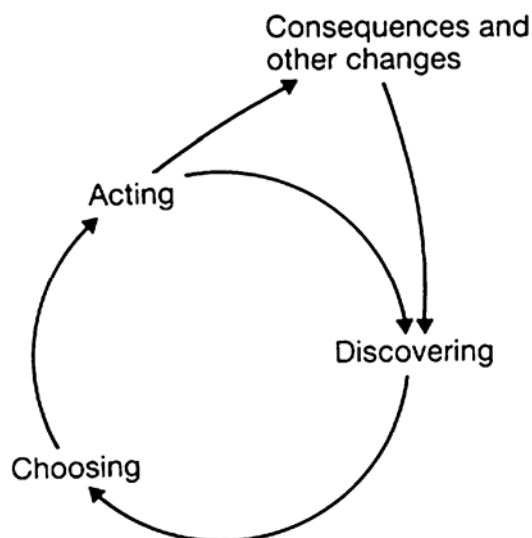 Consequences and
other changes
Acting
Discovering
Choosing